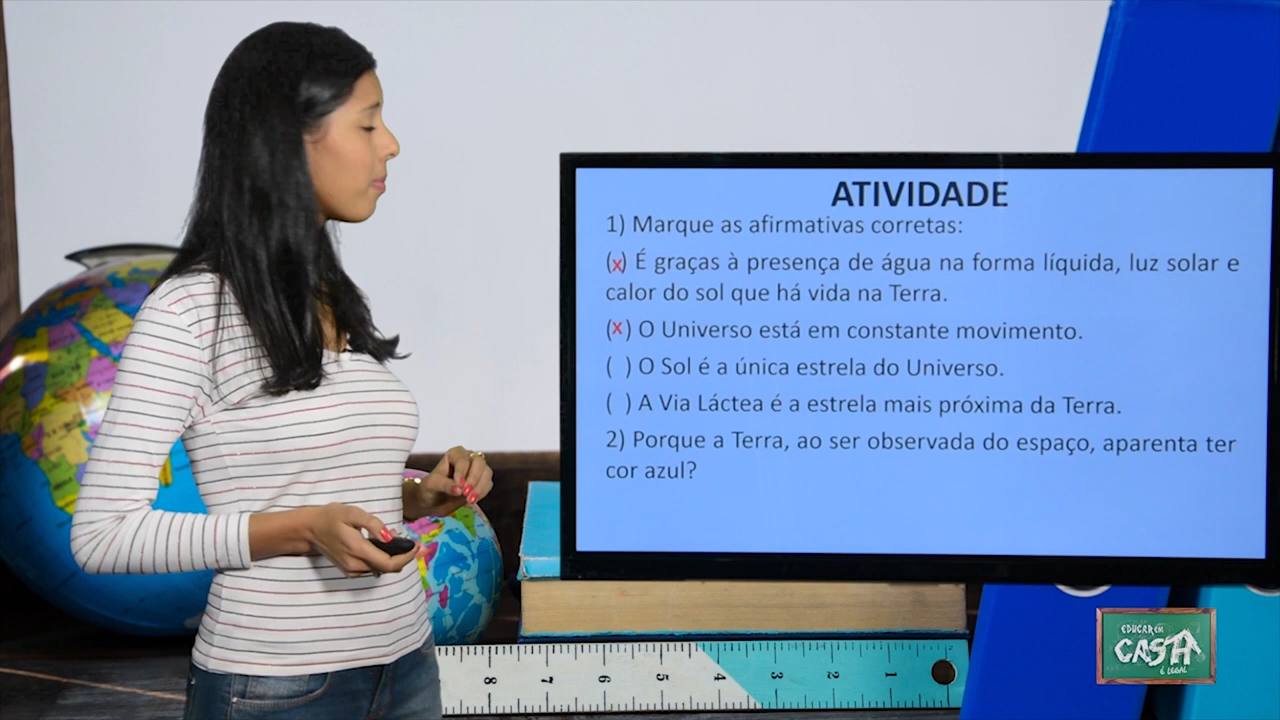 ATIVIDADE
1) Marque as afirmativas corretas:
(x) É graças à presença de água na forma líquida, luz solar e
calor do sol que há vida na Terra.
(x) O Universo está em constante movimento.
( ) O Sol é a única estrela do Universo.
( ) A Via Láctea é a estrela mais próxima da Terra.
2) Porque a Terra, ao ser observada do espaço, aparenta ter
cor azul?
8 7 6 5 4 3 2 1
EDUCAR EM
CASA
É LEGAL